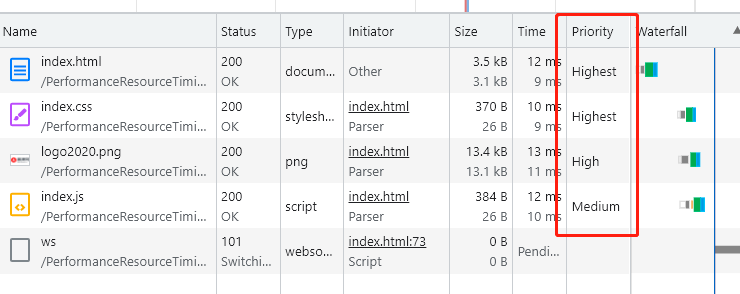 Name Status Type Initiator Size Time Priority Waterfall
index.html 200 3.5 kB 12 ms
docum... Other Highest
/PerformanceResourceTimi... OK 3.1 kB 9 ms
index.css 200 index.html 370 B 10 ms
stylesh... Highest
/PerformanceResourceTimi... OK Parser 26 B 9 ms
logo2020.png 200 index.html 13.4 kB 13 ms
png High
/PerformanceResourceTimi... OK Parser 13.1 kB 11 ms
index.js 200 index.html 384 B 12 ms
script Medium
/PerformanceResourceTimi... OK Parser 26 B 10 ms
ws 101 index.html:73 0 B
webso... Pendi...
/PerformanceResourceTimi... Switchi... Script 0 B